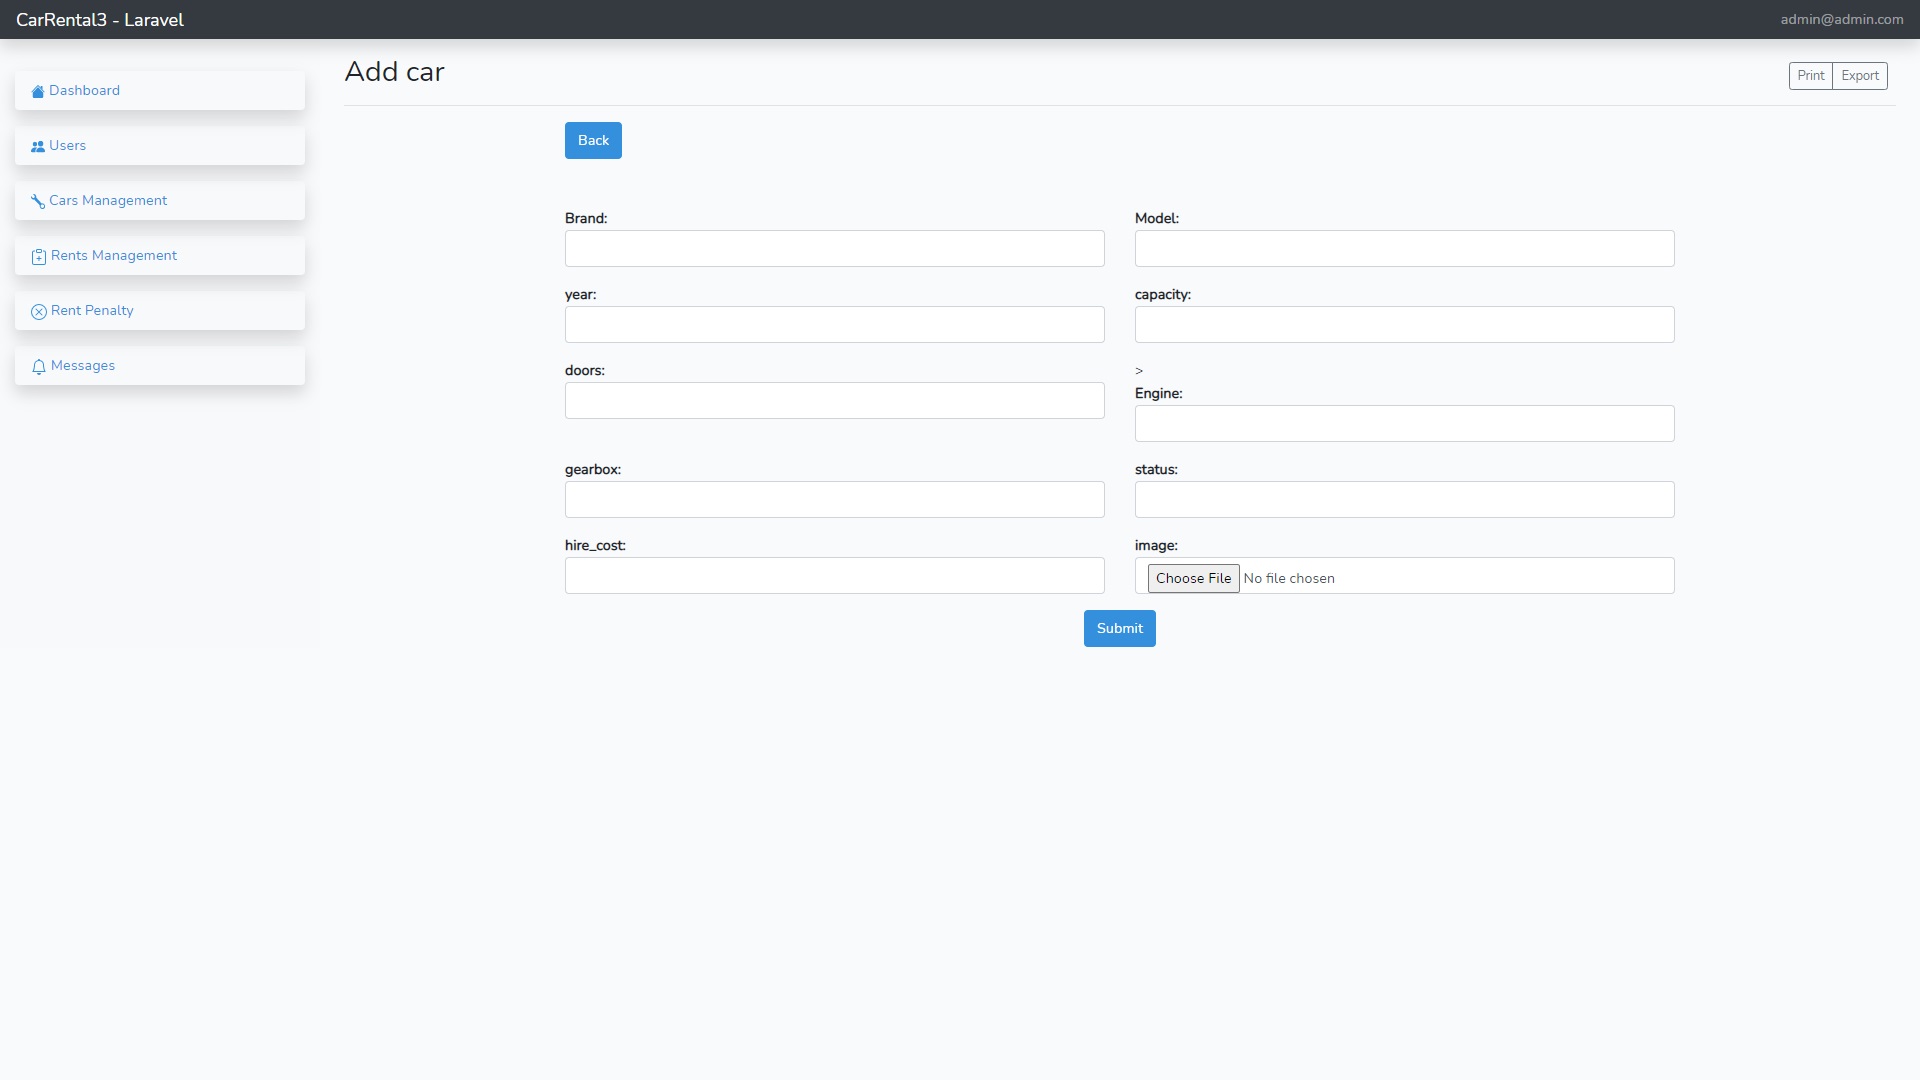 CarRental3 - Laravel
admin@admin.com
Dashboard
Users
Cars Management
Rents Management
Rent Penalty
Messages
Add car
Print
Export
Back
Brand:
Model:
year:
capacity:
doors:
>
Engine:
gearbox:
status:
hire_cost:
image:
Choose File No file chosen
Submit